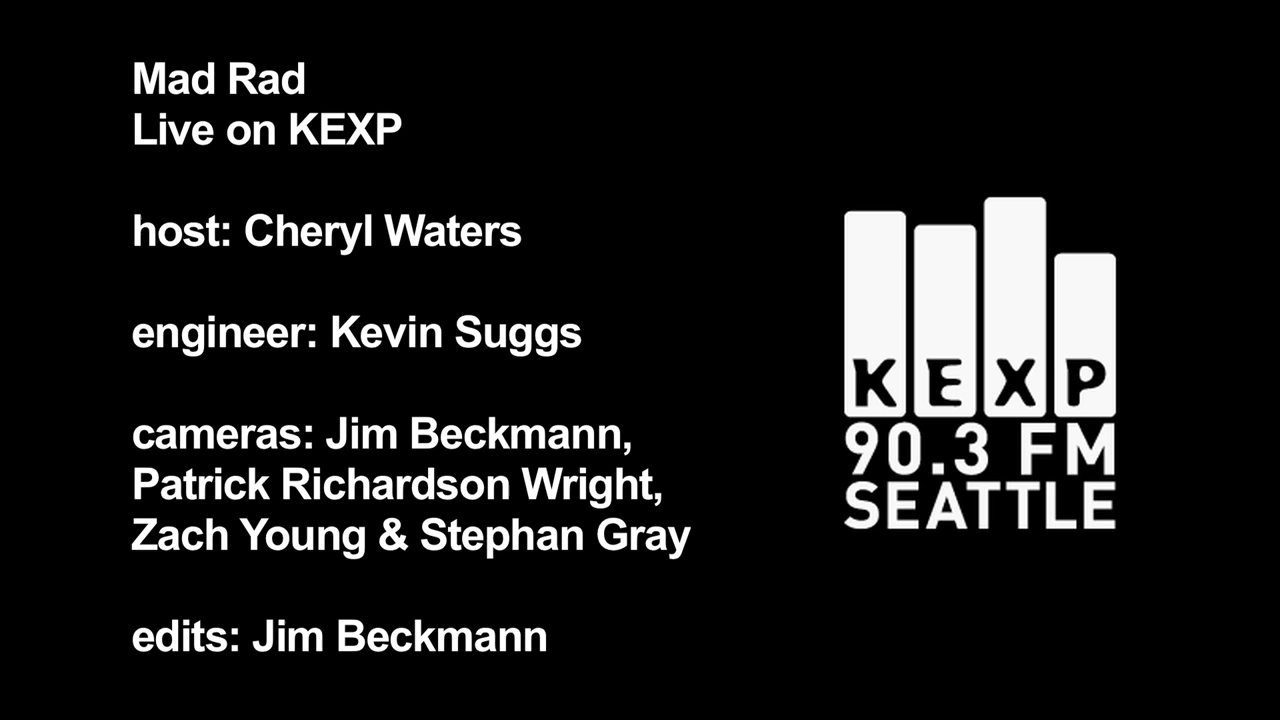 Mad Rad
Live on KEXP
host: Cheryl Waters
engineer: Kevin Suggs
cameras: Jim Beckmann,
Patrick Richardson Wright,
Zach Young & Stephan Gray
edits: Jim Beckmann
KEXP
90.3 FM
SEATTLE